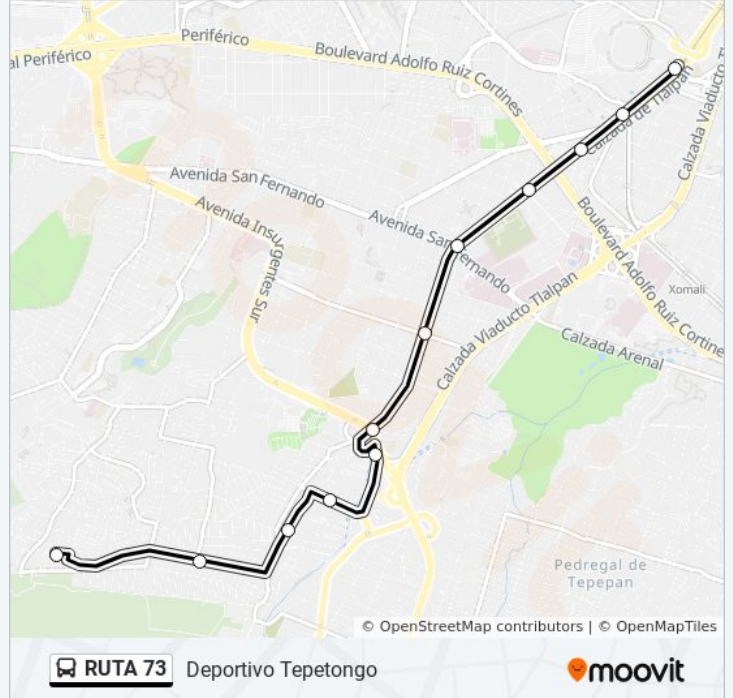 Periférico
al Periférico
Boulevard Adolfo Ruiz Cortines
Calzada de Tlalpan
Calzada Viaducto T
Avenida San Fernando
Avenida Insurgentes Sur
Avenida San Fernando
Boulevard Adolfo Ruiz Cortine
Xomali
Calzada Viaducto Tlalpan
Calzada Arenal
Pedregal de
Tepepan
© OpenStreetMap contributors | © OpenMapTiles
RUTA 73 Deportivo Tepetongo
moovit